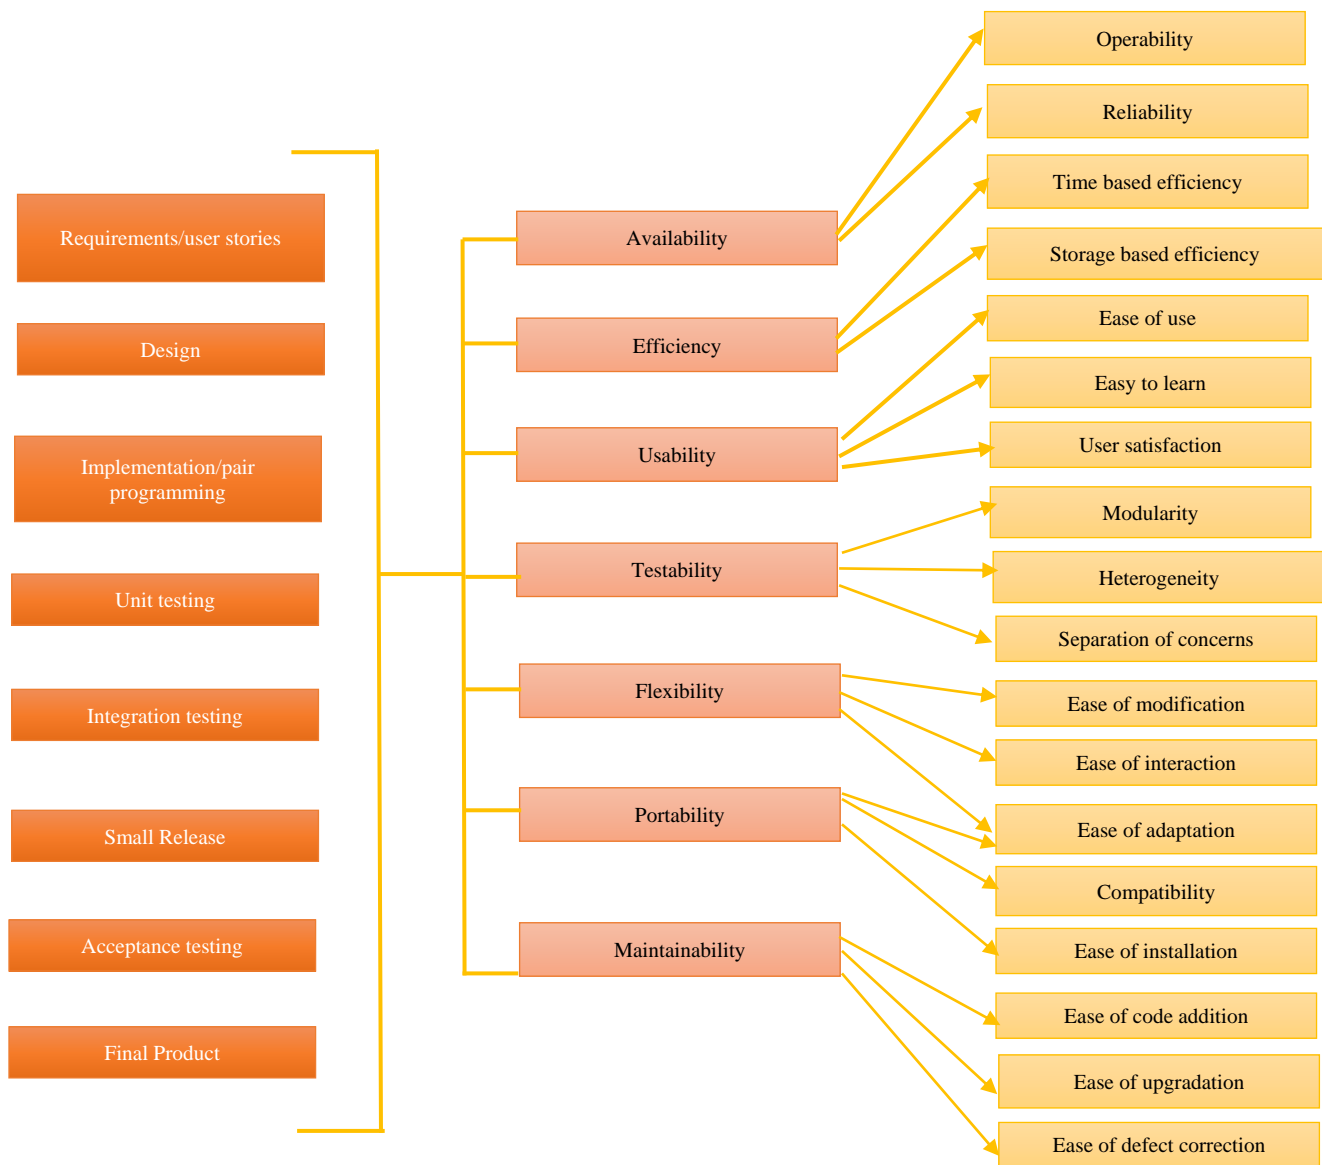 Requirements/user stories
Design
Implementation/pair
programming
Unit testing
Integration testing
Small Release
Acceptance testing
Final Product
Availability
Efficiency
Usability
Testability
Flexibility
Portability
Maintainability
Operability
Reliability
Time based efficiency
Storage based efficiency
Ease of use
Easy to learn
User satisfaction
Modularity
Heterogeneity
Separation of concerns
Ease of modification
Ease of interaction
Ease of adaptation
Compatibility
Ease of installation
Ease of code addition
Ease of upgradation
Ease of defect correction